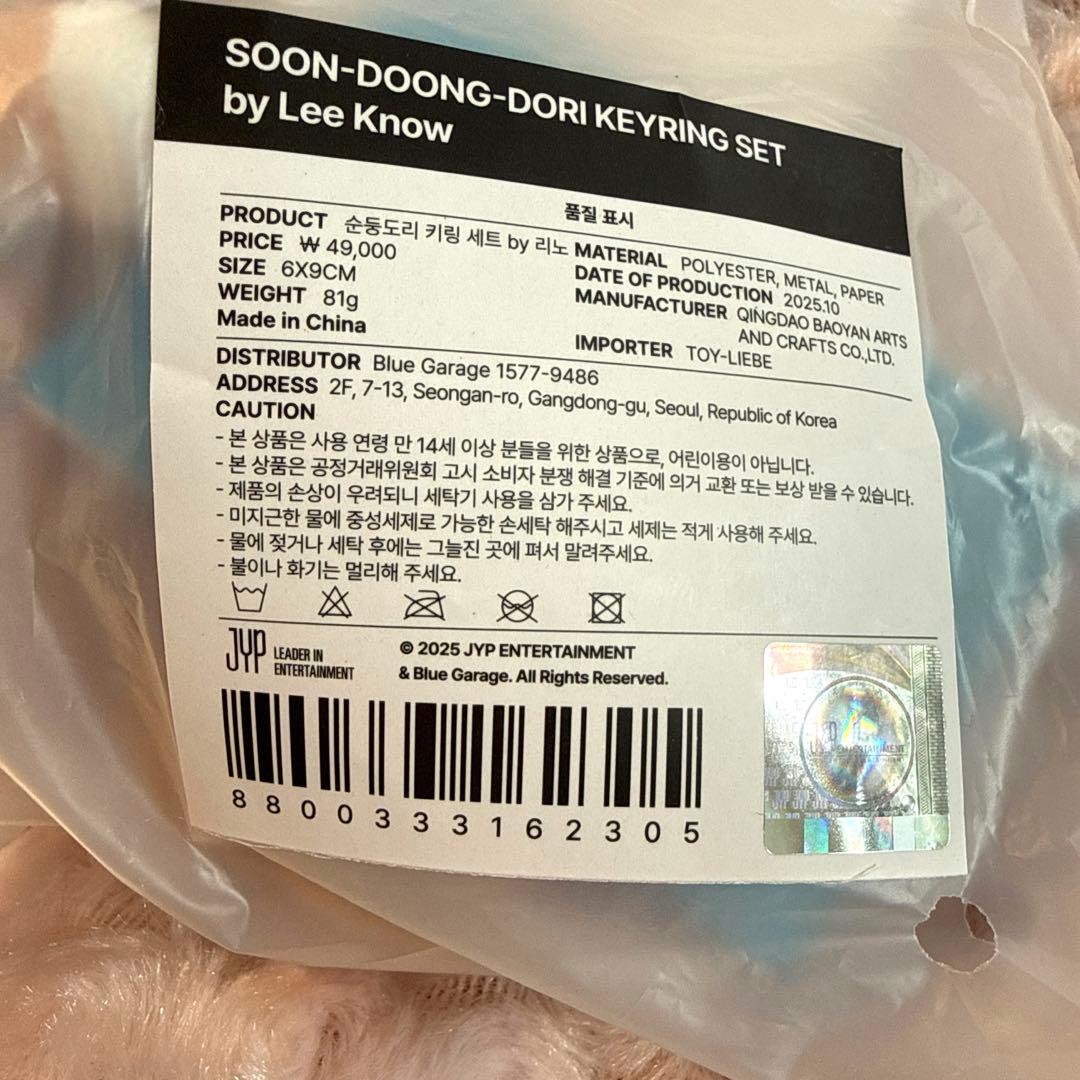 SOON-DOONG-DORI KEYRING SET
by Lee Know
품질 표시
PRODUCT 순둥도리 키링 세트 by 리노
PRICE ₩ 49,000
SIZE 6X9CM
WEIGHT 81g
Made in China
MATERIAL POLYESTER, METAL, PAPER
DATE OF PRODUCTION 2025.10
MANUFACTURER QINGDAO BAOYAN ARTS
AND CRAFTS CO.,LTD.
IMPORTER TOY-LIEBE
DISTRIBUTOR Blue Garage 1577-9486
ADDRESS 2F, 7-13, Seongan-ro, Gangdong-gu, Seoul, Republic of Korea
CAUTION
- 본 상품은 사용 연령 만 14세 이상 분들을 위한 상품으로, 어린이용이 아닙니다.
- 본 상품은 공정거래위원회 고시 소비자 분쟁 해결 기준에 의거 교환 또는 보상 받을 수 있습니다.
- 제품의 손상이 우려되니 세탁기 사용을 삼가 주세요.
- 미지근한 물에 중성세제로 가능한 손세탁 해주시고 세제는 적게 사용해 주세요.
- 물에 젖거나 세탁 후에는 그늘진 곳에 펴서 말려주세요.
- 불이나 화기는 멀리해 주세요.
JYP LEADER IN
ENTERTAINMENT
© 2025 JYP ENTERTAINMENT
& Blue Garage. All Rights Reserved.
8800333162305